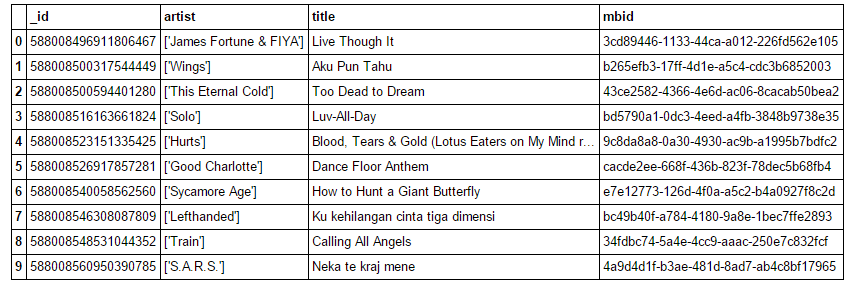 _id artist title mbid
0 588008496911806467 ['James Fortune & FIYA'] Live Though It 3cd89446-1133-44ca-a012-226fd562e105
1 588008500317544449 ['Wings'] Aku Pun Tahu b265efb3-17ff-4d1e-a5c4-cdc3b6852003
2 588008500594401280 ['This Eternal Cold'] Too Dead to Dream 43ce2582-4366-4e6d-ac06-8cacab50bea2
3 588008516163661824 ['Solo'] Luv-All-Day bd5790a1-0dc3-4eed-a4fb-3848b9738e35
4 588008523151335425 ['Hurts'] Blood, Tears & Gold (Lotus Eaters on My Mind r... 9c8da8a8-0a30-4930-ac9b-a1995b7bdfc2
5 588008526917857281 ['Good Charlotte'] Dance Floor Anthem cacde2ee-668f-436b-823f-78dec5b68fb4
6 588008540058562560 ['Sycamore Age'] How to Hunt a Giant Butterfly e7e12773-126d-4f0a-a5c2-b4a0927f8c2d
7 588008546308087809 ['Lefthanded'] Ku kehilangan cinta tiga dimensi bc49b40f-a784-4180-9a8e-1bec7ffe2893
8 588008548531044352 ['Train'] Calling All Angels 34fdbc74-5a4e-4cc9-aaac-250e7c832fcf
9 588008560950390785 ['S.A.R.S.'] Neka te kraj mene 4a9d4d1f-b3ae-481d-8ad7-ab4c8bf17965